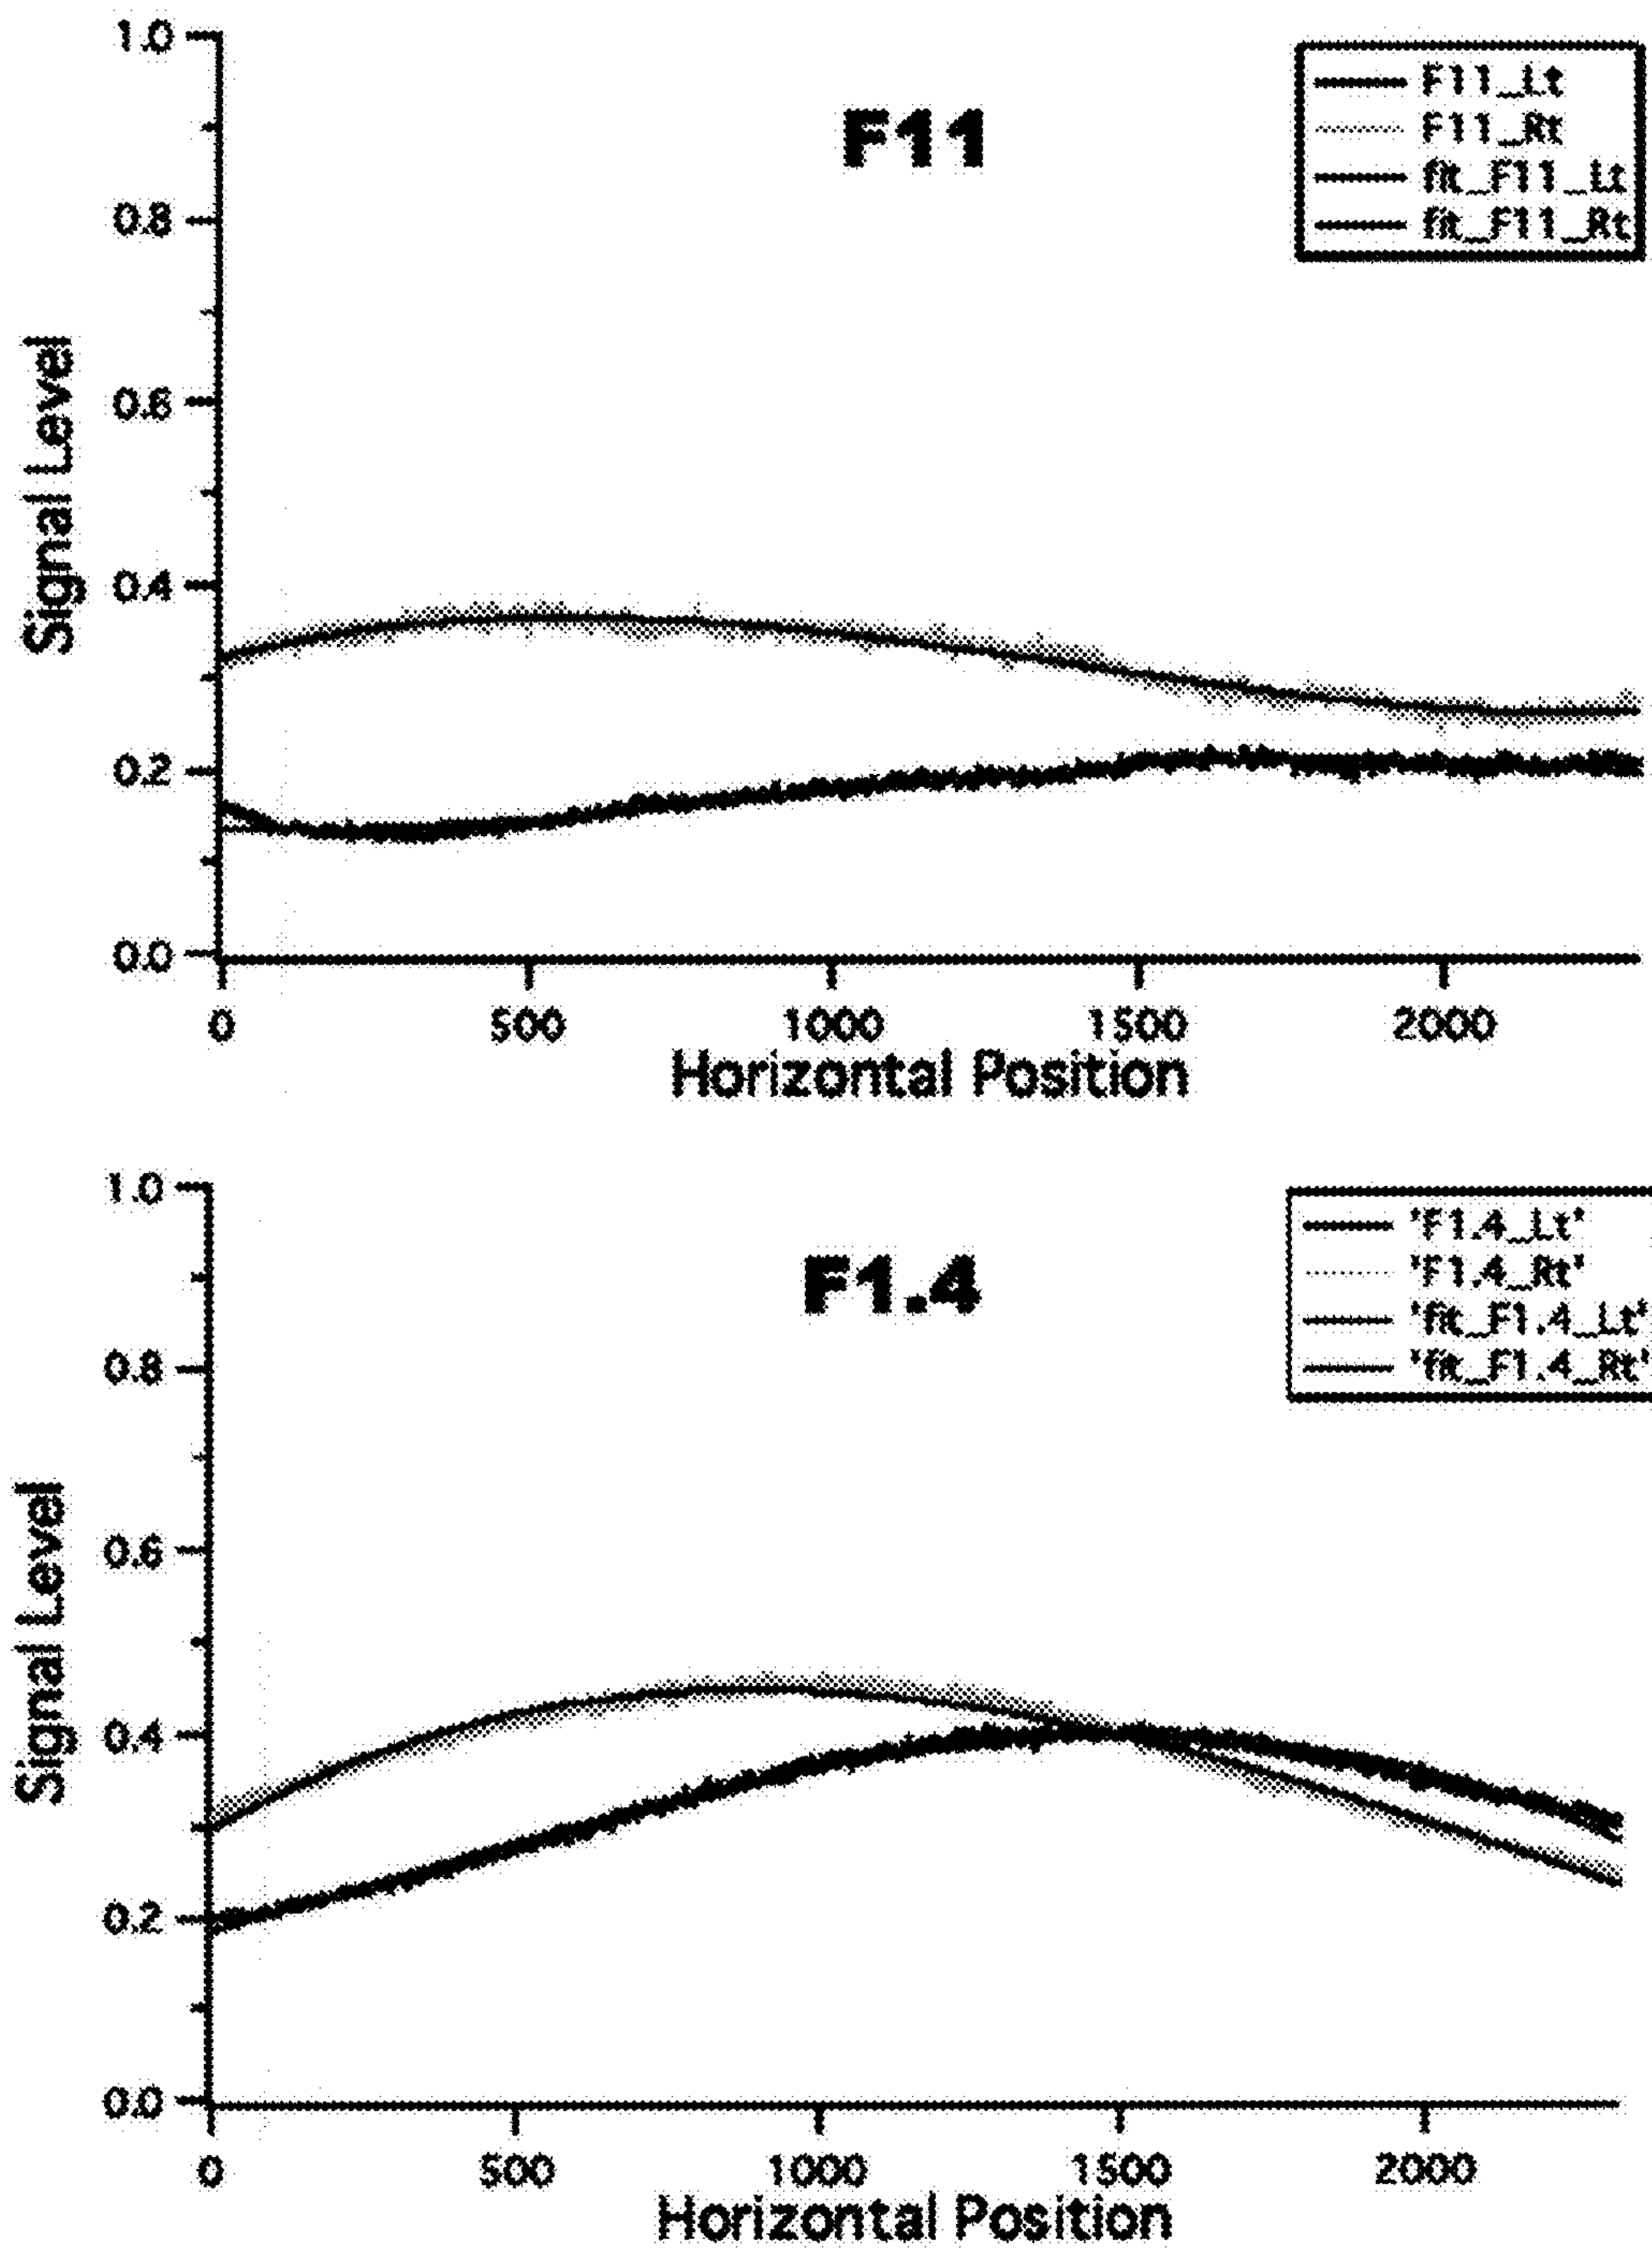 1.0
F11
F11_Lt
F11_Rt
fit_F11_Lt
fit_F11_Rt
0.8
0.6
0.4
0.2
0.0
Signal Level
0 500 1000 1500 2000
Horizontal Position
1.0
F1.4
'F1.4_Lt'
'F1.4_Rt'
'fit_F1.4_Lt'
'fit_F1.4_Rt'
0.8
0.6
0.4
0.2
0.0
Signal Level
0 500 1000 1500 2000
Horizontal Position